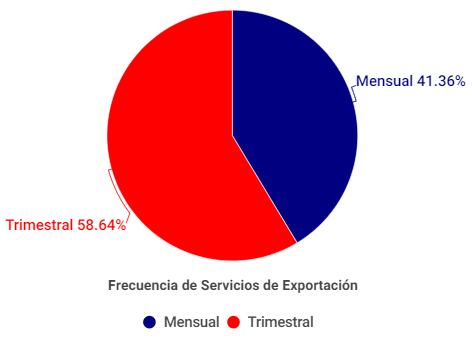 Mensual 41.36%
Trimestral 58.64%
Frecuencia de Servicios de Exportación
Mensual Trimestral